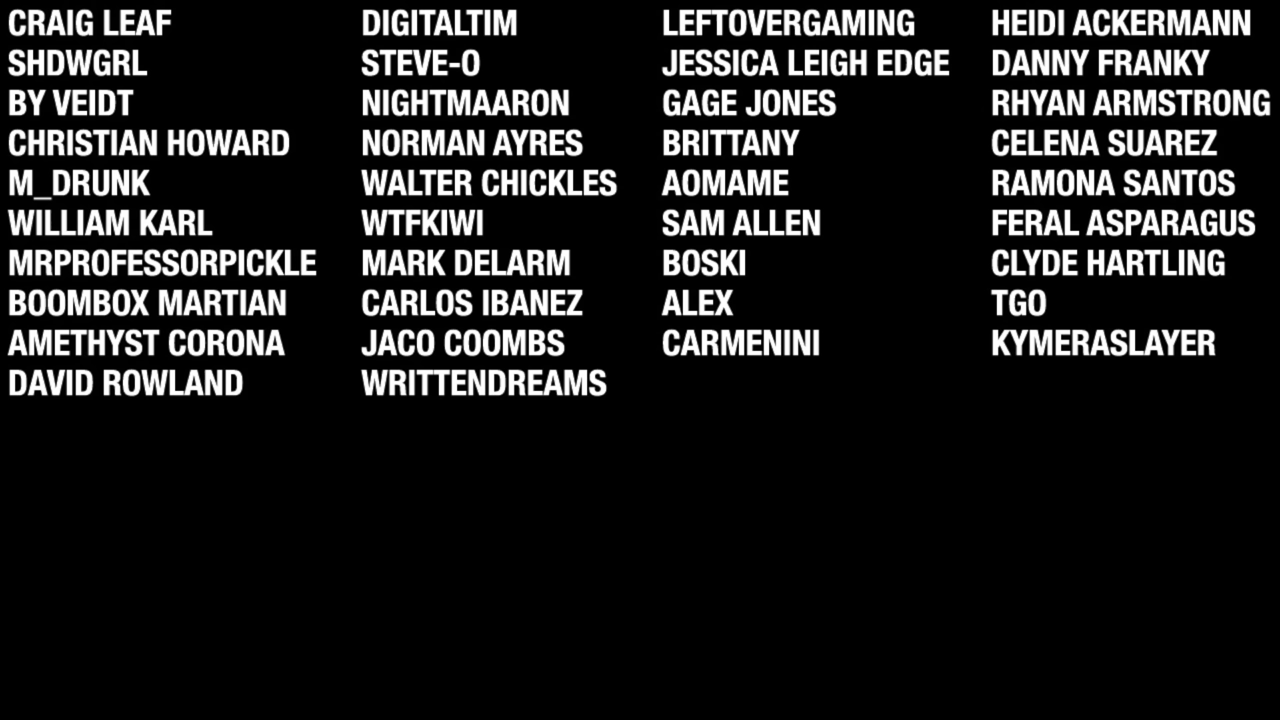 CRAIG LEAF
SHDWGRL
BY VEIDT
CHRISTIAN HOWARD
M_DRUNK
WILLIAM KARL
MRPROFESSORPICKLE
BOOMBOX MARTIAN
AMETHYST CORONA
DAVID ROWLAND
DIGITALTIM
STEVE-O
NIGHTMAARON
NORMAN AYRES
WALTER CHICKLES
WTFKIWI
MARK DELARM
CARLOS IBANEZ
JACO COOMBS
WRITTENDREAMS
LEFTOVERGAMING
JESSICA LEIGH EDGE
GAGE JONES
BRITTANY
AOMAME
SAM ALLEN
BOSKI
ALEX
CARMENINI
HEIDI ACKERMANN
DANNY FRANKY
RHYAN ARMSTRONG
CELENA SUAREZ
RAMONA SANTOS
FERAL ASPARAGUS
CLYDE HARTLING
TGO
KYMERASLAYER